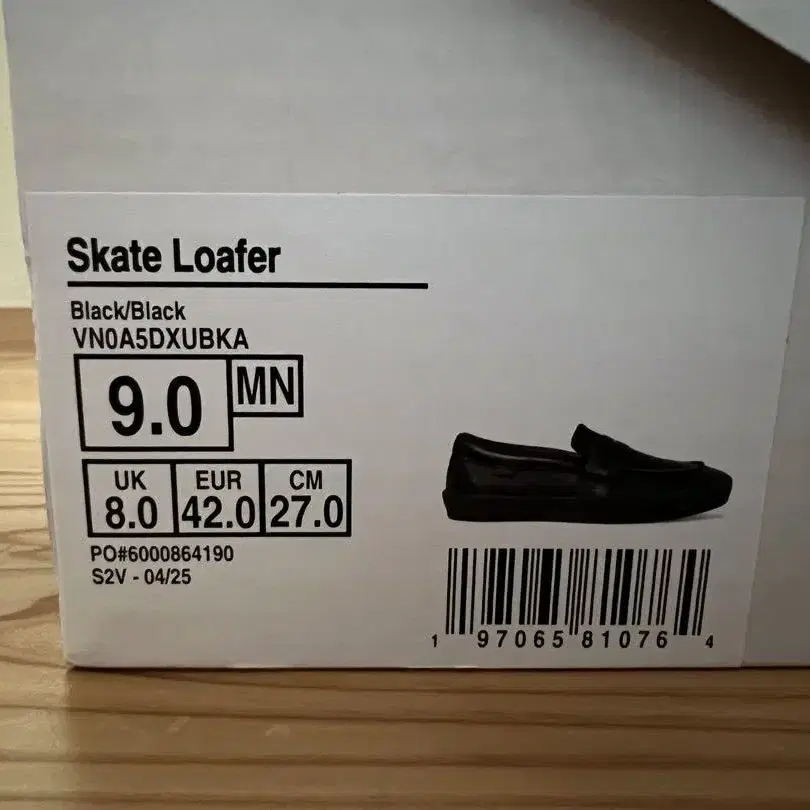 Skate Loafer
Black/Black
VN0A5DXUBKA
9.0 MN
UK EUR CM
8.0 42.0 27.0
PO#6000864190
S2V - 04/25
1 97065 81076 4